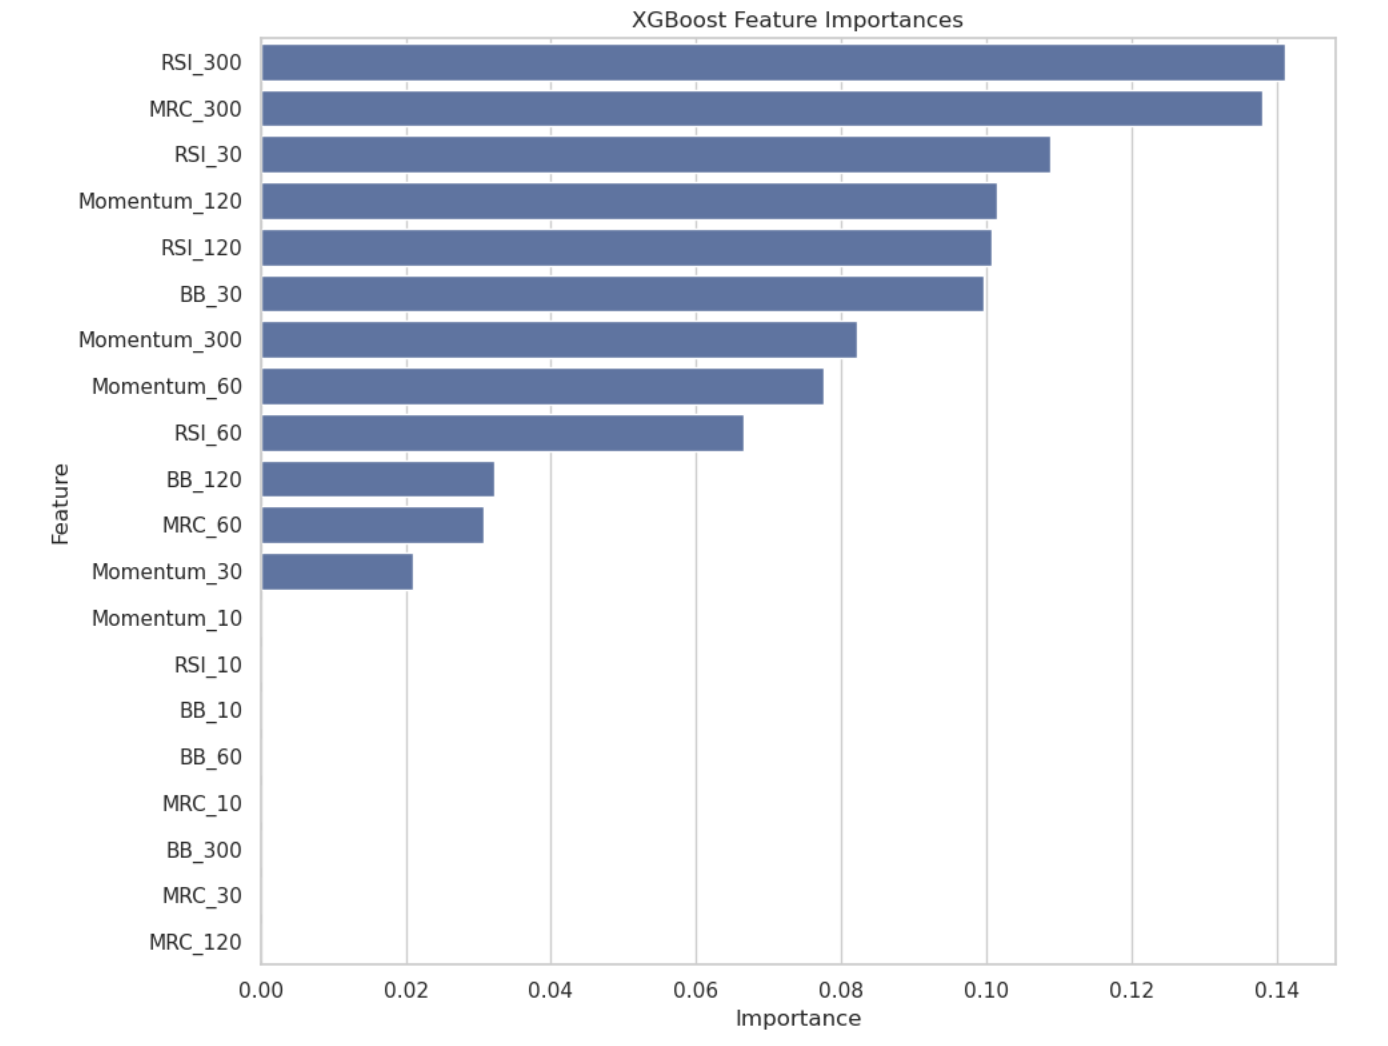 XGBoost Feature Importances
RSI_300
MRC_300
RSI_30
Momentum_120
RSI_120
BB_30
Momentum_300
Momentum_60
RSI_60
BB_120
MRC_60
Momentum_30
Momentum_10
RSI_10
BB_10
BB_60
MRC_10
BB_300
MRC_30
MRC_120
Feature
0.00 0.02 0.04 0.06 0.08 0.10 0.12 0.14
Importance